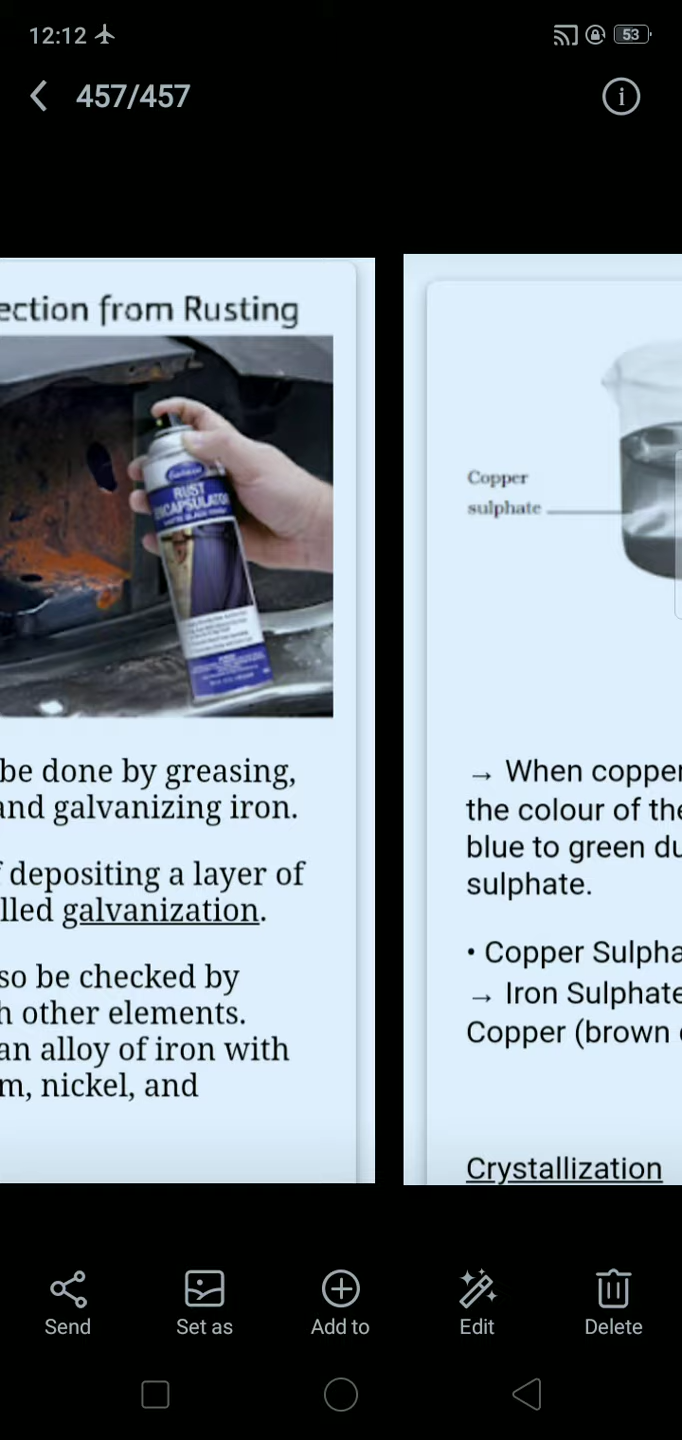 12:12
53
457/457
ection from Rusting
RUST
ENCAPSULATOR
be done by greasing,
and galvanizing iron.
f depositing a layer of
lled galvanization.
so be checked by
h other elements.
an alloy of iron with
m, nickel, and
Copper
sulphate
→ When copper
the colour of the
blue to green du
sulphate.
• Copper Sulpha
→ Iron Sulphate
Copper (brown
Crystallization
Send
Set as
Add to
Edit
Delete